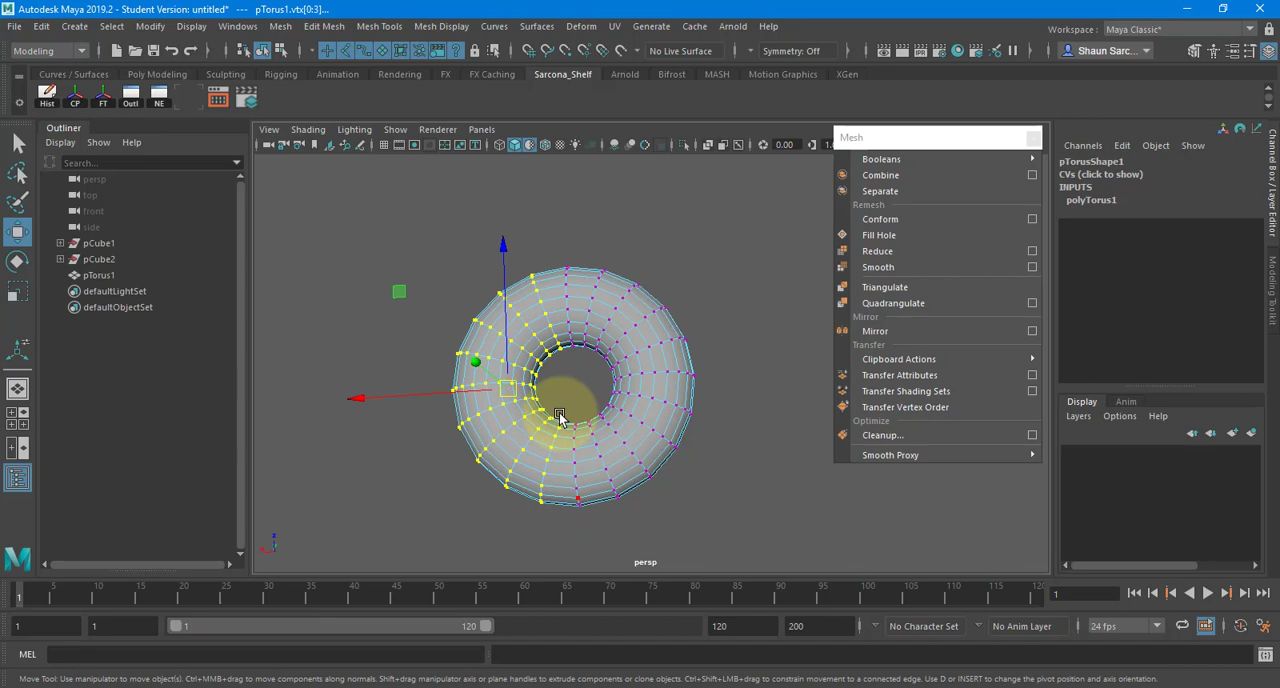 Autodesk Maya 2019.2 - Student Version: untitled*   ---   pTorus1.vtx[0:3]...
File Edit Create Select Modify Display Windows Mesh Edit Mesh Mesh Tools Mesh Display Curves Surfaces Deform UV Generate Cache Arnold Help
Workspace: Maya Classic*
Modeling No Live Surface Symmetry: Off Shaun Sarc...
Curves / Surfaces Poly Modeling Sculpting Rigging Animation Rendering FX FX Caching Sarcona_Shelf Arnold Bifrost MASH Motion Graphics XGen
Hist CP FT Outl NE
Outliner
Display Show Help
Search...
persp
top
front
side
pCube1
pCube2
pTorus1
defaultLightSet
defaultObjectSet
View Shading Lighting Show Renderer Panels
0.00
Mesh
Booleans
Combine
Separate
Remesh
Conform
Fill Hole
Reduce
Smooth
Triangulate
Quadrangulate
Mirror
Mirror
Transfer
Clipboard Actions
Transfer Attributes
Transfer Shading Sets
Transfer Vertex Order
Optimize
Cleanup...
Smooth Proxy
persp
Channels Edit Object Show
pTorusShape1
CVs (click to show)
INPUTS
polyTorus1
Display Anim
Layers Options Help
Channel Box / Layer Editor
Modeling Toolkit
5 10 15 20 25 30 35 40 45 50 55 60 65 70 75 80 85 90 95 100 105 110 115 120
1 1
1 1 1 120 120 200 No Character Set No Anim Layer 24 fps
MEL
Move Tool: Use manipulator to move object(s). Ctrl+MMB+drag to move components along normals. Shift+drag manipulator axis or plane handles to extrude components or clone objects. Ctrl+Shift+LMB+drag to constrain movement to a connected edge. Use D or INSERT to change the pivot position and axis orientation.